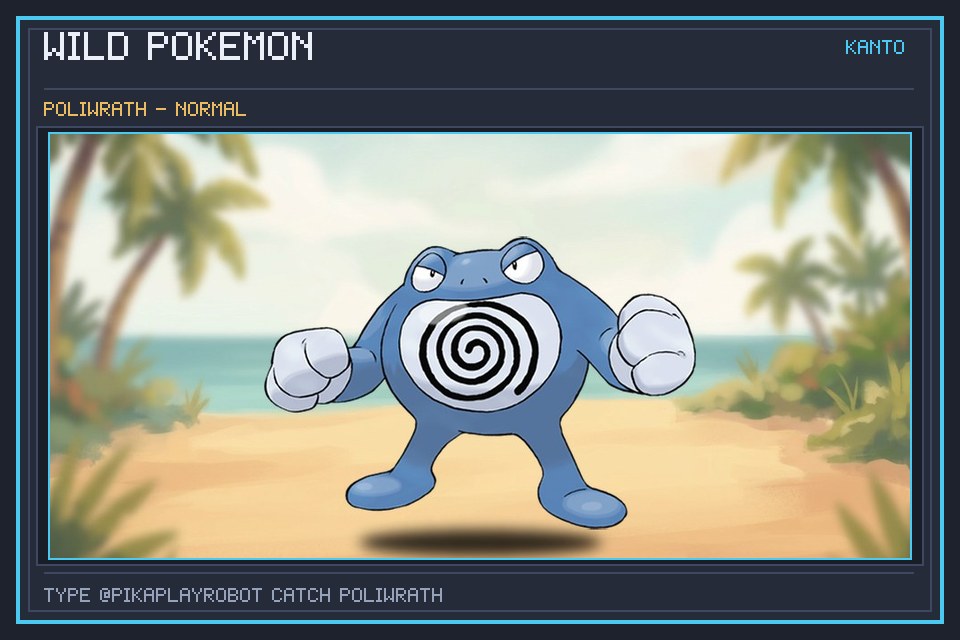 WILD POKEMON
KANTO
POLIWRATH - NORMAL
TYPE @PIKAPLAYROBOT CATCH POLIWRATH